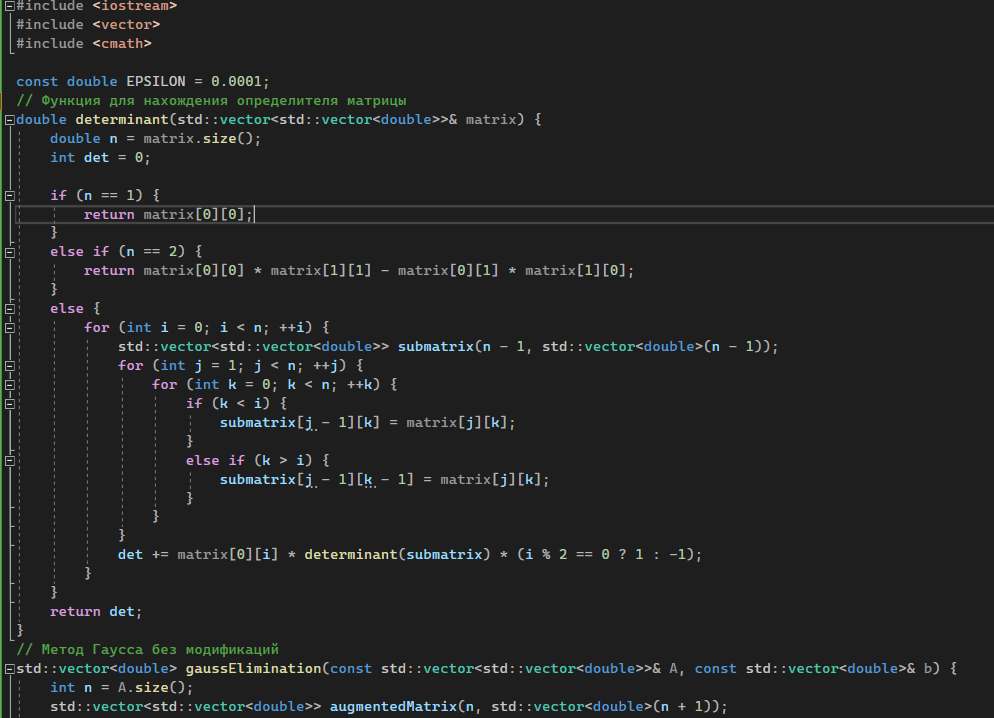 #include <iostream>
#include <vector>
#include <cmath>
const double EPSILON = 0.0001;
// Функция для нахождения определителя матрицы
double determinant(std::vector<std::vector<double>>& matrix) {
double n = matrix.size();
int det = 0;
if (n == 1) {
return matrix[0][0];
}
else if (n == 2) {
return matrix[0][0] * matrix[1][1] - matrix[0][1] * matrix[1][0];
}
else {
for (int i = 0; i < n; ++i) {
std::vector<std::vector<double>> submatrix(n - 1, std::vector<double>(n - 1));
for (int j = 1; j < n; ++j) {
for (int k = 0; k < n; ++k) {
if (k < i) {
submatrix[j - 1][k] = matrix[j][k];
}
else if (k > i) {
submatrix[j - 1][k - 1] = matrix[j][k];
}
}
}
det += matrix[0][i] * determinant(submatrix) * (i % 2 == 0 ? 1 : -1);
}
}
return det;
}
// Метод Гаусса без модификаций
std::vector<double> gaussElimination(const std::vector<std::vector<double>>& A, const std::vector<double>& b) {
int n = A.size();
std::vector<std::vector<double>> augmentedMatrix(n, std::vector<double>(n + 1));